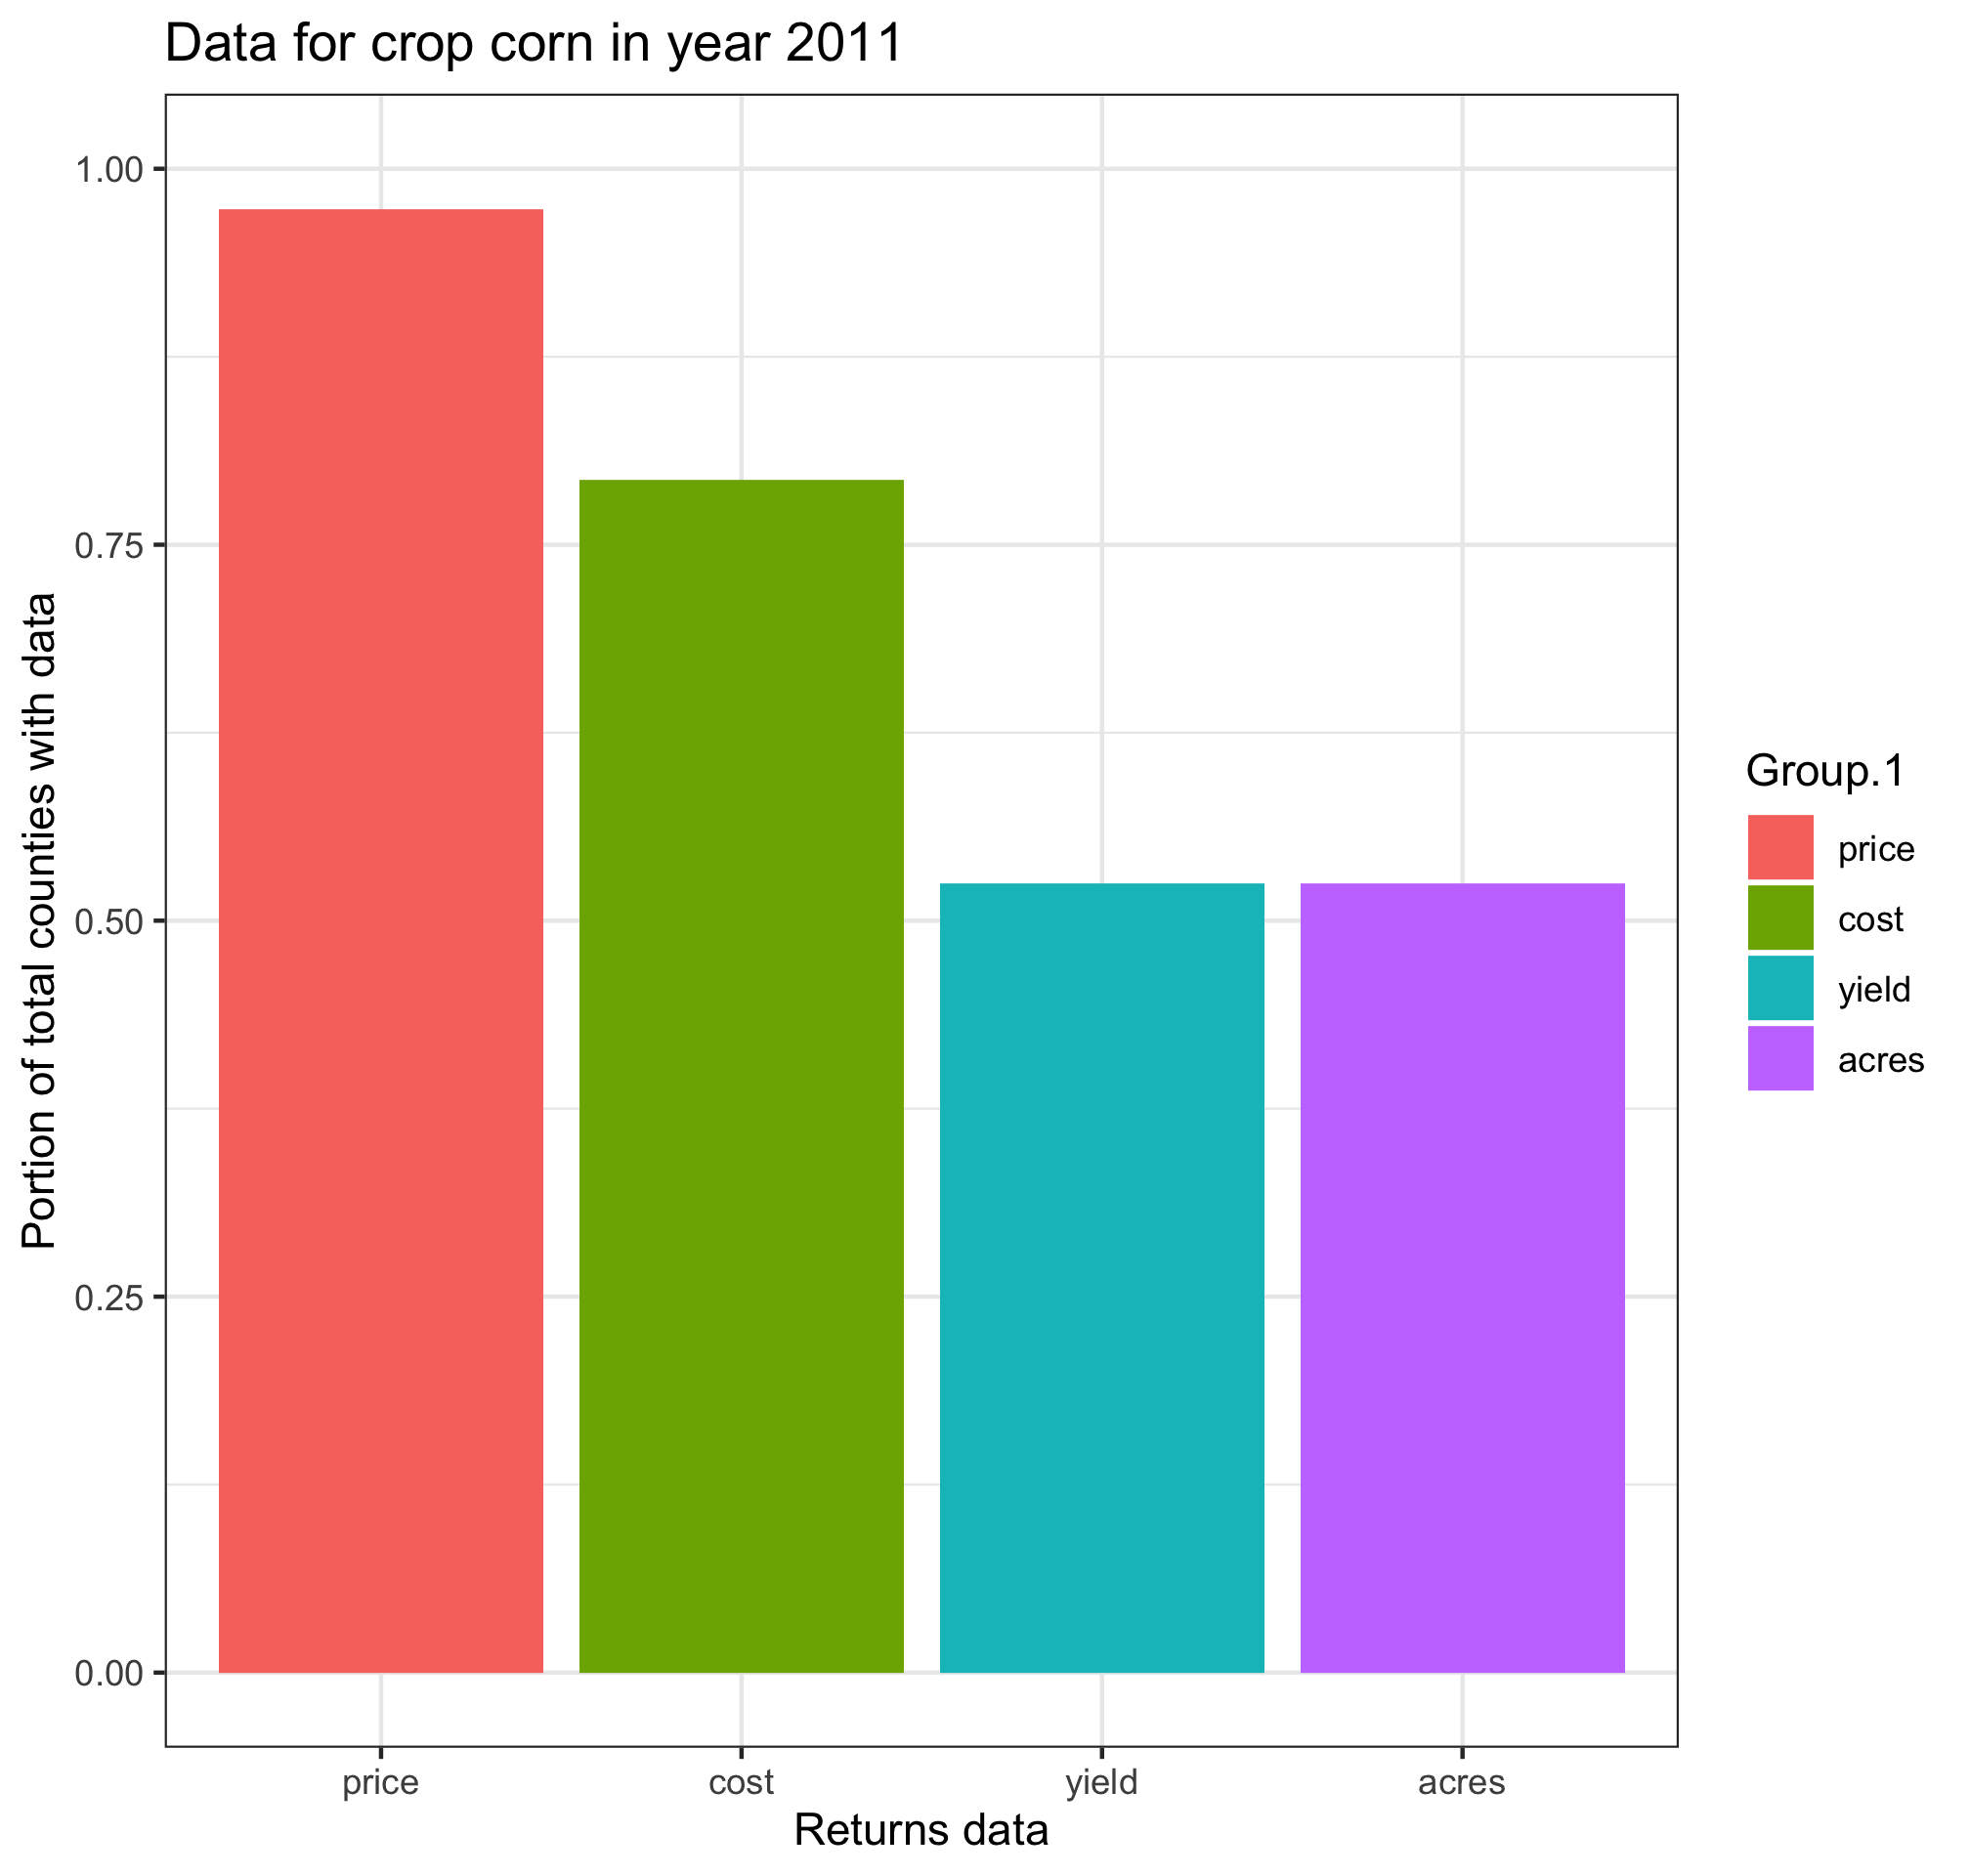 Data for crop corn in year 2011
Portion of total counties with data
1.00
0.75
0.50
0.25
0.00
price
cost
yield
acres
Returns data
Group.1
price
cost
yield
acres